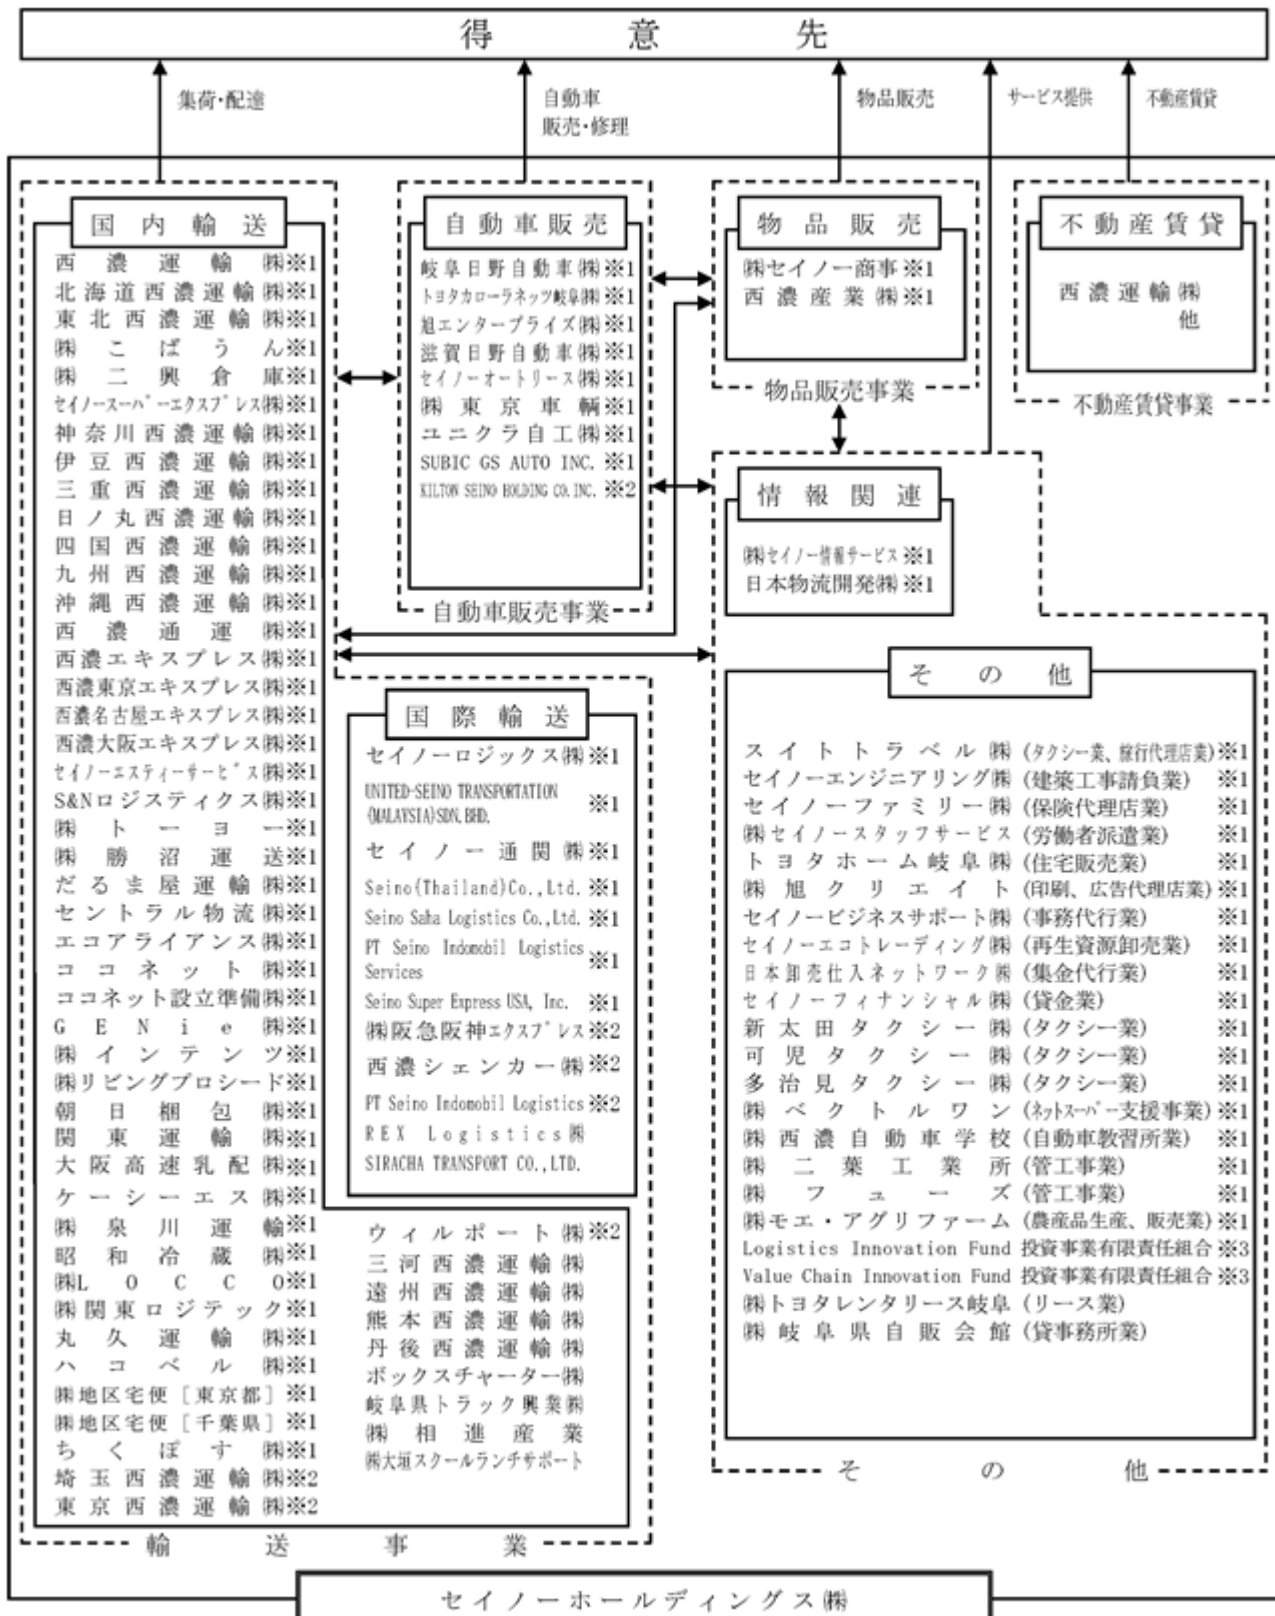 得意先
集荷・配達
自動車
販売・修理
物品販売
サービス提供
不動産賃貸
国内輸送
西濃運輸㈱※1
北海道西濃運輸㈱※1
東北西濃運輸㈱※1
㈱こばうん※1
㈱二興倉庫※1
セイノースーパーエクスプレス㈱※1
神奈川西濃運輸㈱※1
伊豆西濃運輸㈱※1
三重西濃運輸㈱※1
日ノ丸西濃運輸㈱※1
四国西濃運輸㈱※1
九州西濃運輸㈱※1
沖縄西濃運輸㈱※1
西濃通運㈱※1
西濃エキスプレス㈱※1
西濃東京エキスプレス㈱※1
西濃名古屋エキスプレス㈱※1
西濃大阪エキスプレス㈱※1
セイノーエスティーサービス㈱※1
S&Nロジスティクス㈱※1
㈱トーヨー※1
㈱勝沼運送※1
だるま屋運輸㈱※1
セントラル物流㈱※1
エコアライアンス㈱※1
ココネット㈱※1
ココネット設立準備㈱※1
GENie㈱※1
㈱インテンツ※1
㈱リビングプロシード※1
朝日梱包㈱※1
関東運輸㈱※1
大阪高速乳配㈱※1
ケーシーエス㈱※1
㈱泉川運輸※1
昭和冷蔵㈱※1
㈱LOCCO※1
㈱関東ロジテック※1
丸久運輸㈱※1
ハコベル㈱※1
㈱地区宅便［東京都］※1
㈱地区宅便［千葉県］※1
ちくぽす㈱※1
埼玉西濃運輸㈱※2
東京西濃運輸㈱※2
ウィルポート㈱※2
三河西濃運輸㈱
遠州西濃運輸㈱
熊本西濃運輸㈱
丹後西濃運輸㈱
ボックスチャーター㈱
岐阜県トラック興業㈱
㈱相進産業
㈱大垣スクールランチサポート
国際輸送
セイノーロジックス㈱※1
UNITED-SEINO TRANSPORTATION
(MALAYSIA)SDN.BHD. ※1
セイノー通関㈱※1
Seino(Thailand)Co.,Ltd. ※1
Seino Saha Logistics Co.,Ltd. ※1
PT Seino Indomobil Logistics
Services ※1
Seino Super Express USA, Inc. ※1
㈱阪急阪神エクスプレス※2
西濃シェンカー㈱※2
PT Seino Indomobil Logistics※2
REX Logistics㈱
SIRACHA TRANSPORT CO.,LTD.
輸送事業
自動車販売
岐阜日野自動車㈱※1
トヨタカローラネッツ岐阜㈱※1
旭エンタープライズ㈱※1
滋賀日野自動車㈱※1
セイノーオートリース㈱※1
㈱東京車輌※1
ユニクラ自工㈱※1
SUBIC GS AUTO INC. ※1
KILTON SEINO HOLDING CO.INC. ※2
自動車販売事業
物品販売
㈱セイノー商事※1
西濃産業㈱※1
物品販売事業
不動産賃貸
西濃運輸㈱
他
不動産賃貸事業
情報関連
㈱セイノー情報サービス※1
日本物流開発㈱※1
その他
スイトトラベル㈱(タクシー業、旅行代理店業)※1
セイノーエンジニアリング㈱(建築工事請負業)※1
セイノーファミリー㈱(保険代理店業)※1
㈱セイノースタッフサービス(労働者派遣業)※1
トヨタホーム岐阜㈱(住宅販売業)※1
㈱旭クリエイト(印刷、広告代理店業)※1
セイノービジネスサポート㈱(事務代行業)※1
セイノーエコトレーディング㈱(再生資源卸売業)※1
日本卸売仕入ネットワーク㈱(集金代行業)※1
セイノーフィナンシャル㈱(貸金業)※1
新太田タクシー㈱(タクシー業)※1
可児タクシー㈱(タクシー業)※1
多治見タクシー㈱(タクシー業)※1
㈱ベクトルワン(ネットスーパー支援事業)※1
㈱西濃自動車学校(自動車教習所業)※1
㈱二葉工業所(管工事業)※1
㈱フューズ(管工事業)※1
㈱モエ・アグリファーム(農産品生産、販売業)※1
Logistics Innovation Fund 投資事業有限責任組合※3
Value Chain Innovation Fund 投資事業有限責任組合※3
㈱トヨタレンタリース岐阜(リース業)
㈱岐阜県自販会館(貸事務所業)
その他
セイノーホールディングス㈱